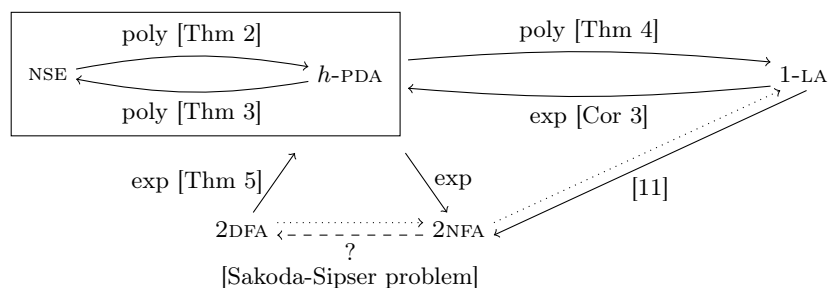 poly [Thm 2]
poly [Thm 4]
NSE
h-PDA
1-LA
poly [Thm 3]
exp [Cor 3]
exp [Thm 5]
exp
[11]
2DFA
2NFA
?
[Sakoda-Sipser problem]